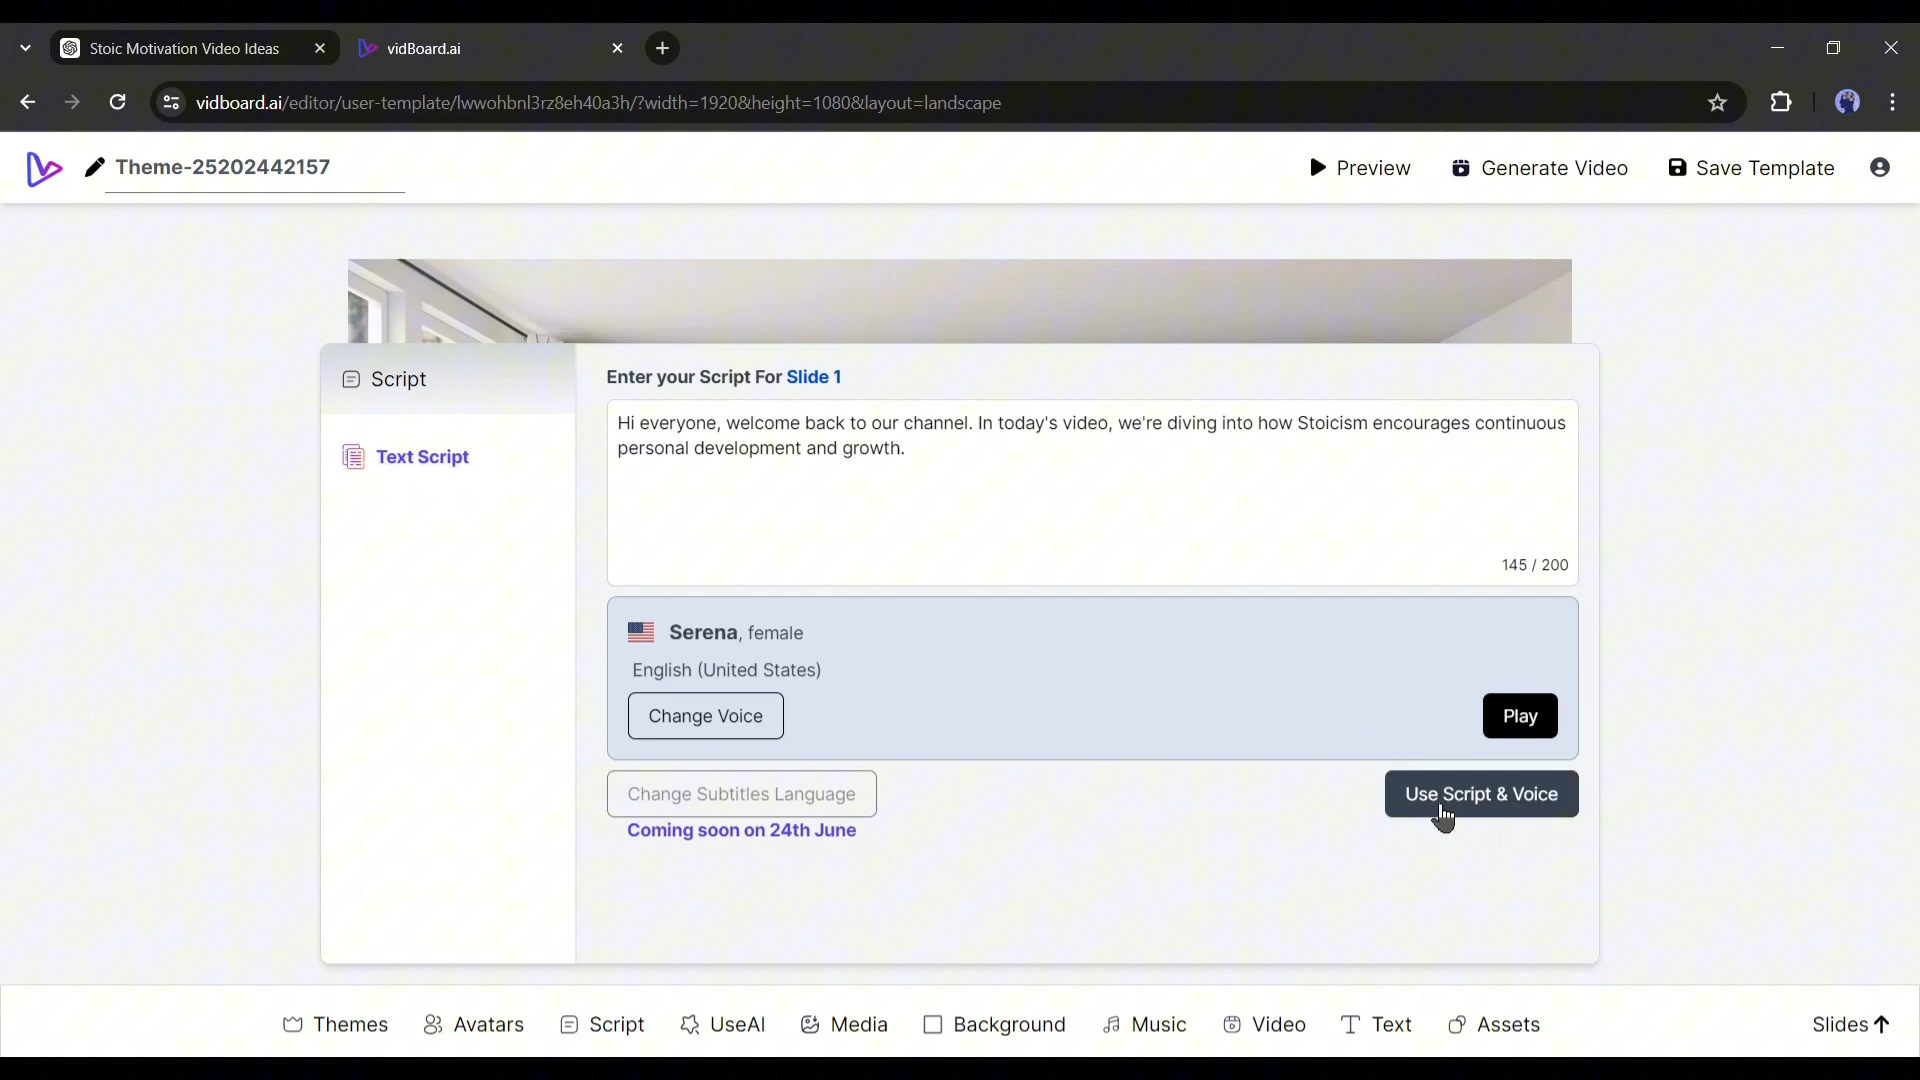 Stoic Motivation Video Ideas
vidBoard.ai
vidboard.ai/editor/user-template/lwwohbnl3rz8eh40a3h/?width=1920&height=1080&layout=landscape
Theme-25202442157
Preview
Generate Video
Save Template
Script
Text Script
Enter your Script For Slide 1
Hi everyone, welcome back to our channel. In today's video, we're diving into how Stoicism encourages continuous
personal development and growth.
145 / 200
Serena, female
English (United States)
Change Voice
Play
Change Subtitles Language
Use Script & Voice
Coming soon on 24th June
Themes
Avatars
Script
UseAI
Media
Background
Music
Video
Text
Assets
Slides